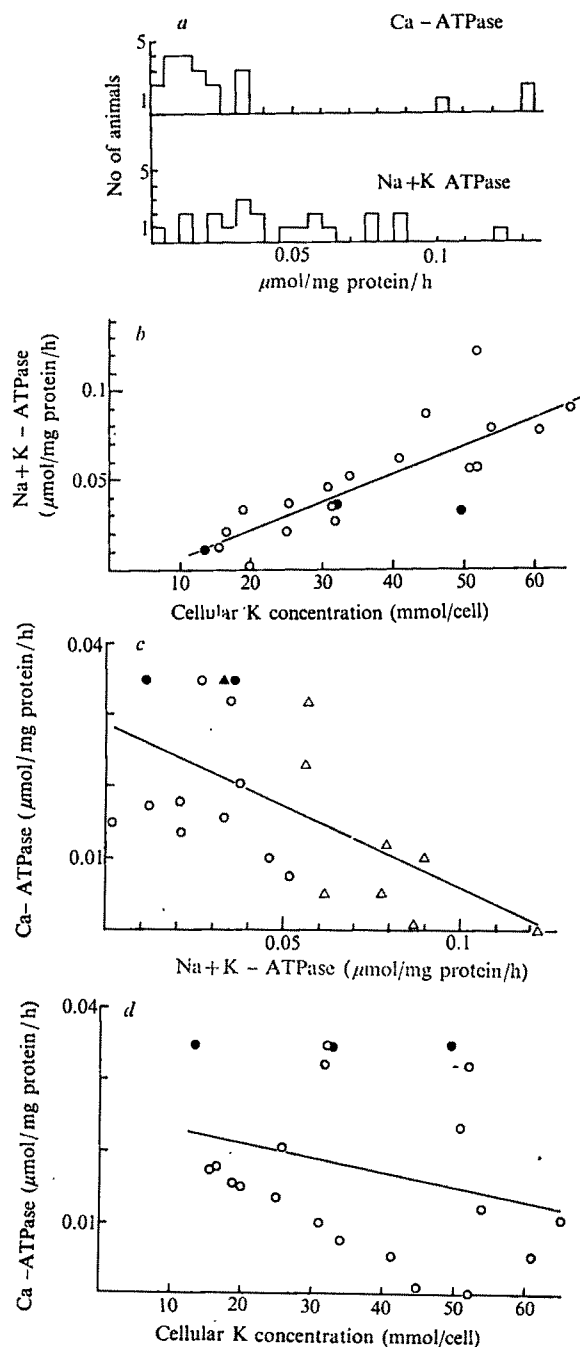 a
Ca - ATPase
5
1
No of animals
Na+K ATPase
5
1
0.05
0.1
μmol/mg protein/h
b
Na+K - ATPase
(μmol/mg protein/h)
0.1
0.05
10
20
30
40
50
60
Cellular K concentration (mmol/cell)
c
Ca- ATPase (μmol/mg protein/h)
0.04
0.01
0.05
0.1
Na+K - ATPase (μmol/mg protein/h)
d
Ca -ATPase (μmol/mg protein/h)
0.04
0.01
10
20
30
40
50
60
Cellular K concentration (mmol/cell)